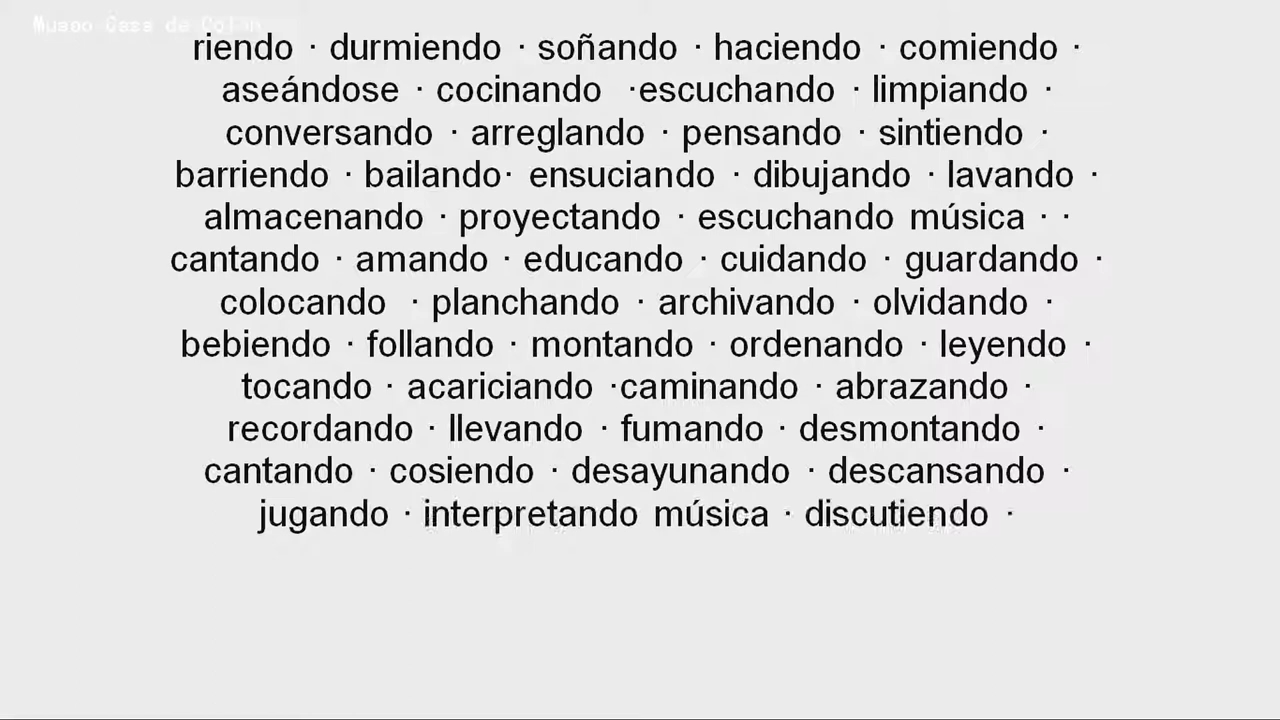 Museo Casa de Colón
riendo · durmiendo · soñando · haciendo · comiendo ·
aseándose · cocinando ·escuchando · limpiando ·
conversando · arreglando · pensando · sintiendo ·
barriendo · bailando· ensuciando · dibujando · lavando ·
almacenando · proyectando · escuchando música · ·
cantando · amando · educando · cuidando · guardando ·
colocando · planchando · archivando · olvidando ·
bebiendo · follando · montando · ordenando · leyendo ·
tocando · acariciando ·caminando · abrazando ·
recordando · llevando · fumando · desmontando ·
cantando · cosiendo · desayunando · descansando ·
jugando · interpretando música · discutiendo ·